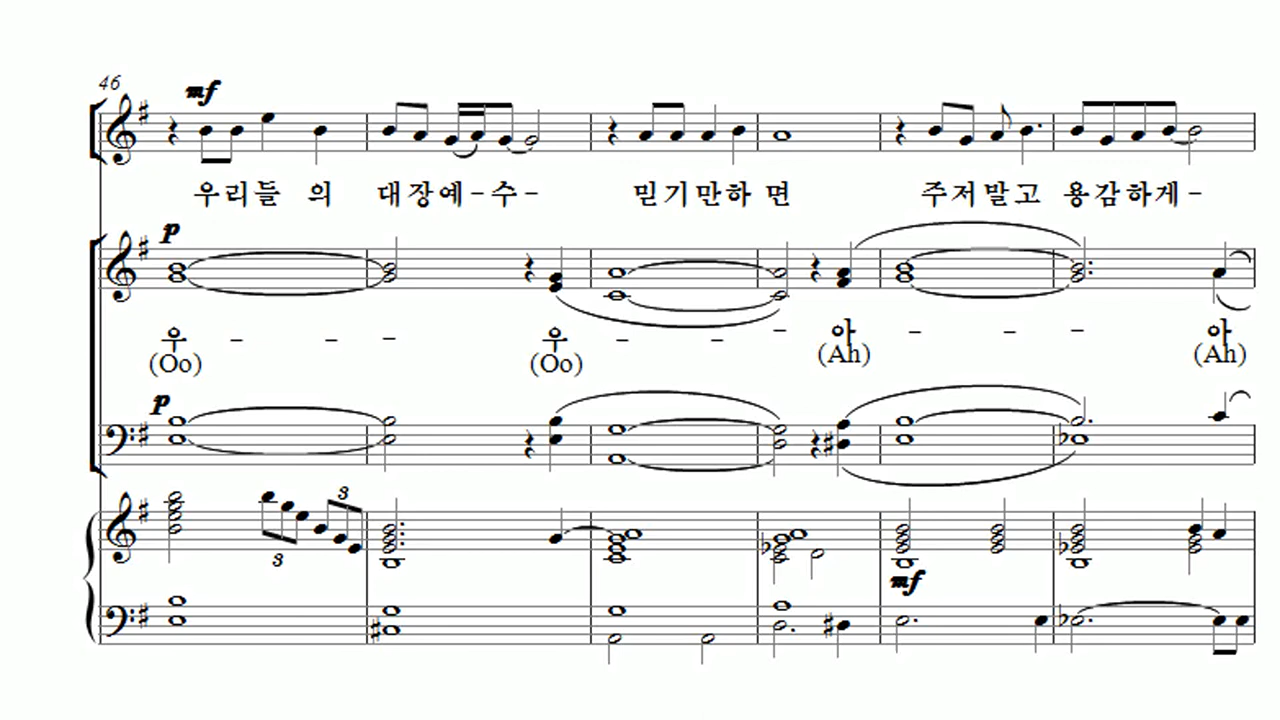 46
mf
우리들 의 대장예-수- 믿기만하 면 주저말고 용감하게-
p
우 - - - 우 - - - 아 - - - 아
(Oo) (Oo) (Ah) (Ah)
p
3 3
mf